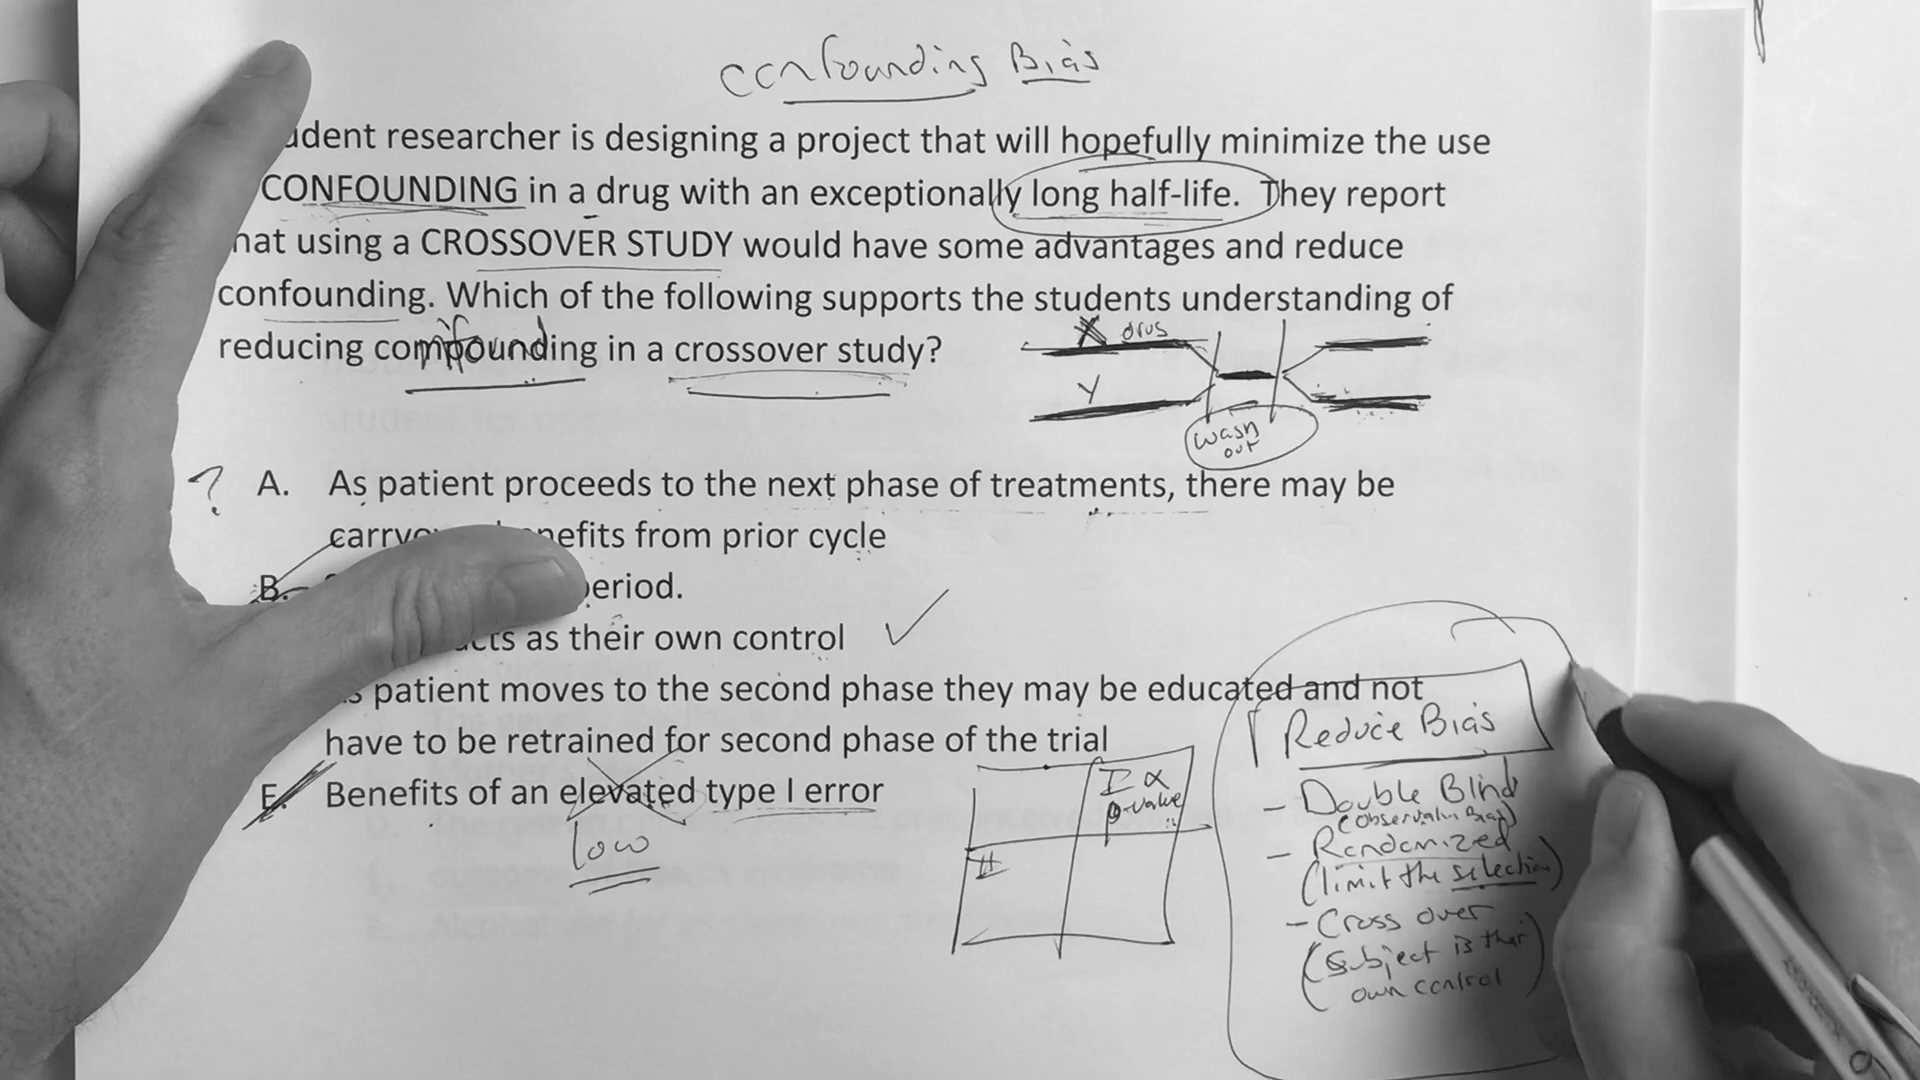 Confounding Bias
udent researcher is designing a project that will hopefully minimize the use
CONFOUNDING in a drug with an exceptionally long half-life. They report
hat using a CROSSOVER STUDY would have some advantages and reduce
confounding. Which of the following supports the students understanding of
reducing confounding in a crossover study?
X drug
Y
wash
out
? A. As patient proceeds to the next phase of treatments, there may be
efits from prior cycle
B. eriod.
cts as their own control ✓
s patient moves to the second phase they may be educated and not
have to be retrained for second phase of the trial
E. Benefits of an elevated type I error
low
I α
p-value
II
Reduce Bias
- Double Blind
- Randomized
(limit the selection)
- Cross over
(Subject is their
own control